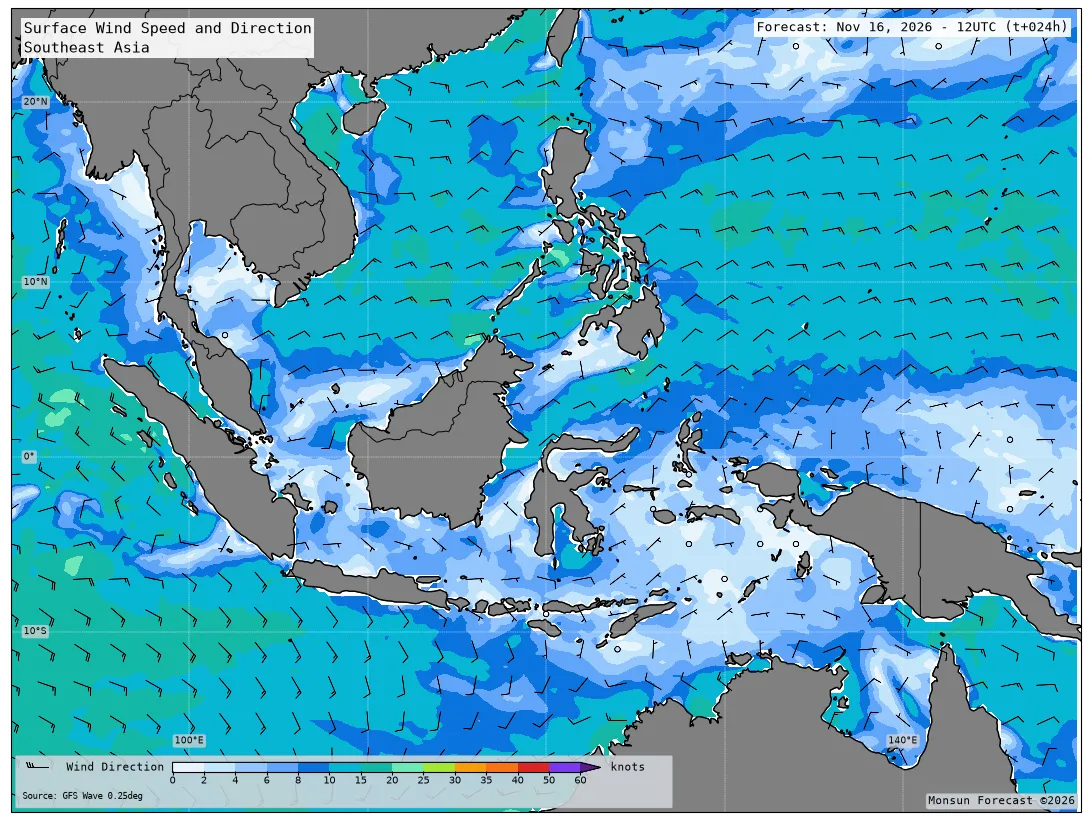 Surface Wind Speed and Direction
Southeast Asia
Forecast: Nov 16, 2026 - 12UTC (t+024h)
20°N
10°N
0°
10°S
100°E
140°E
Wind Direction
0 2 4 6 8 10 15 20 25 30 35 40 50 60
knots
Source: GFS Wave 0.25deg
Monsun Forecast ©2026